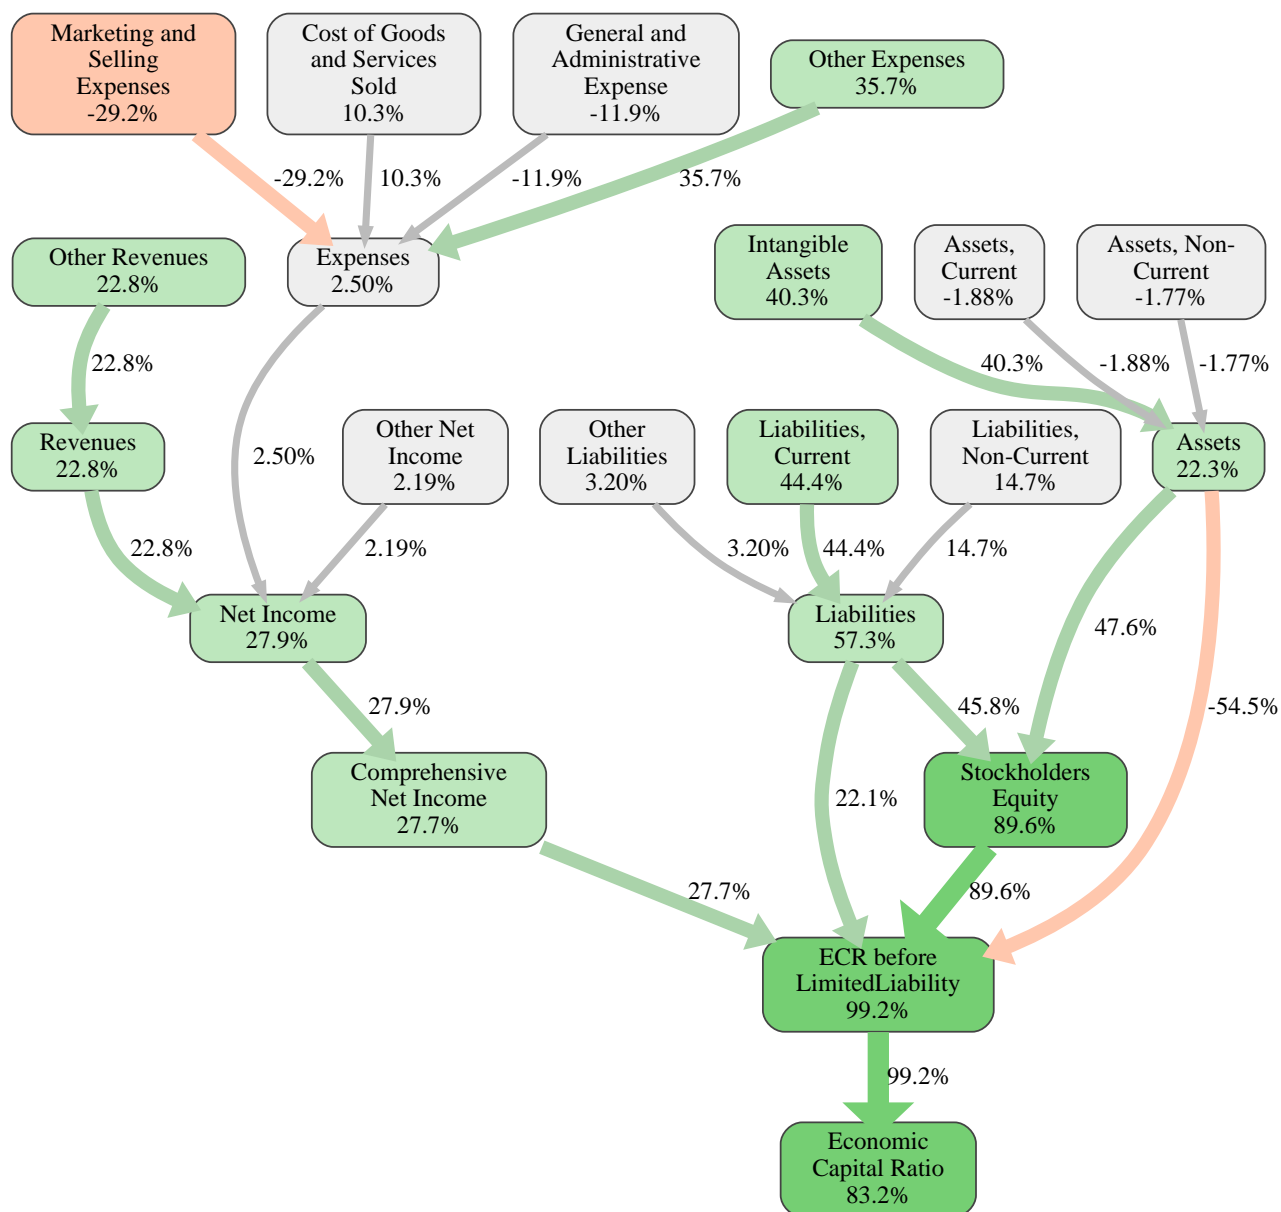 Marketing and
Selling
Expenses
-29.2%
Cost of Goods
and Services
Sold
10.3%
General and
Administrative
Expense
-11.9%
Other Expenses
35.7%
-29.2%
10.3%
-11.9%
35.7%
Other Revenues
22.8%
Expenses
2.50%
Intangible
Assets
40.3%
Assets,
Current
-1.88%
Assets, Non-
Current
-1.77%
22.8%
40.3%
-1.88%
-1.77%
Revenues
22.8%
2.50%
Other Net
Income
2.19%
Other
Liabilities
3.20%
Liabilities,
Current
44.4%
Liabilities,
Non-Current
14.7%
Assets
22.3%
22.8%
2.19%
3.20%
44.4%
14.7%
Net Income
27.9%
Liabilities
57.3%
47.6%
27.9%
45.8%
-54.5%
Comprehensive
Net Income
27.7%
22.1%
Stockholders
Equity
89.6%
27.7%
89.6%
ECR before
LimitedLiability
99.2%
99.2%
Economic
Capital Ratio
83.2%